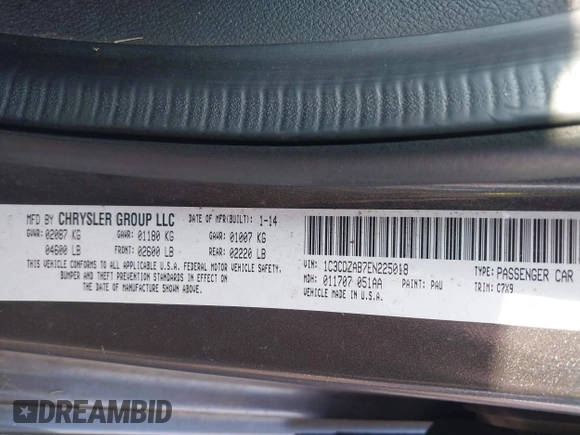 MFD BY CHRYSLER GROUP LLC DATE OF MFR(BUILT): 1-14
GVWR: 02087 KG GAWR: 01180 KG GAWR: 01007 KG
04600 LB FRONT: 02600 LB REAR: 02220 LB
THIS VEHICLE CONFORMS TO ALL APPLICABLE U.S.A. FEDERAL MOTOR VEHICLE SAFETY,
BUMPER AND THEFT PREVENTION STANDARDS IN EFFECT ON
THE DATE OF MANUFACTURE SHOWN ABOVE.
VIN: 1C3CDZAB7EN225018 TYPE: PASSENGER CAR
MDH: 011707 051AA PAINT: PAU TRIM: C7X9
VEHICLE MADE IN U.S.A.
DREAMBID